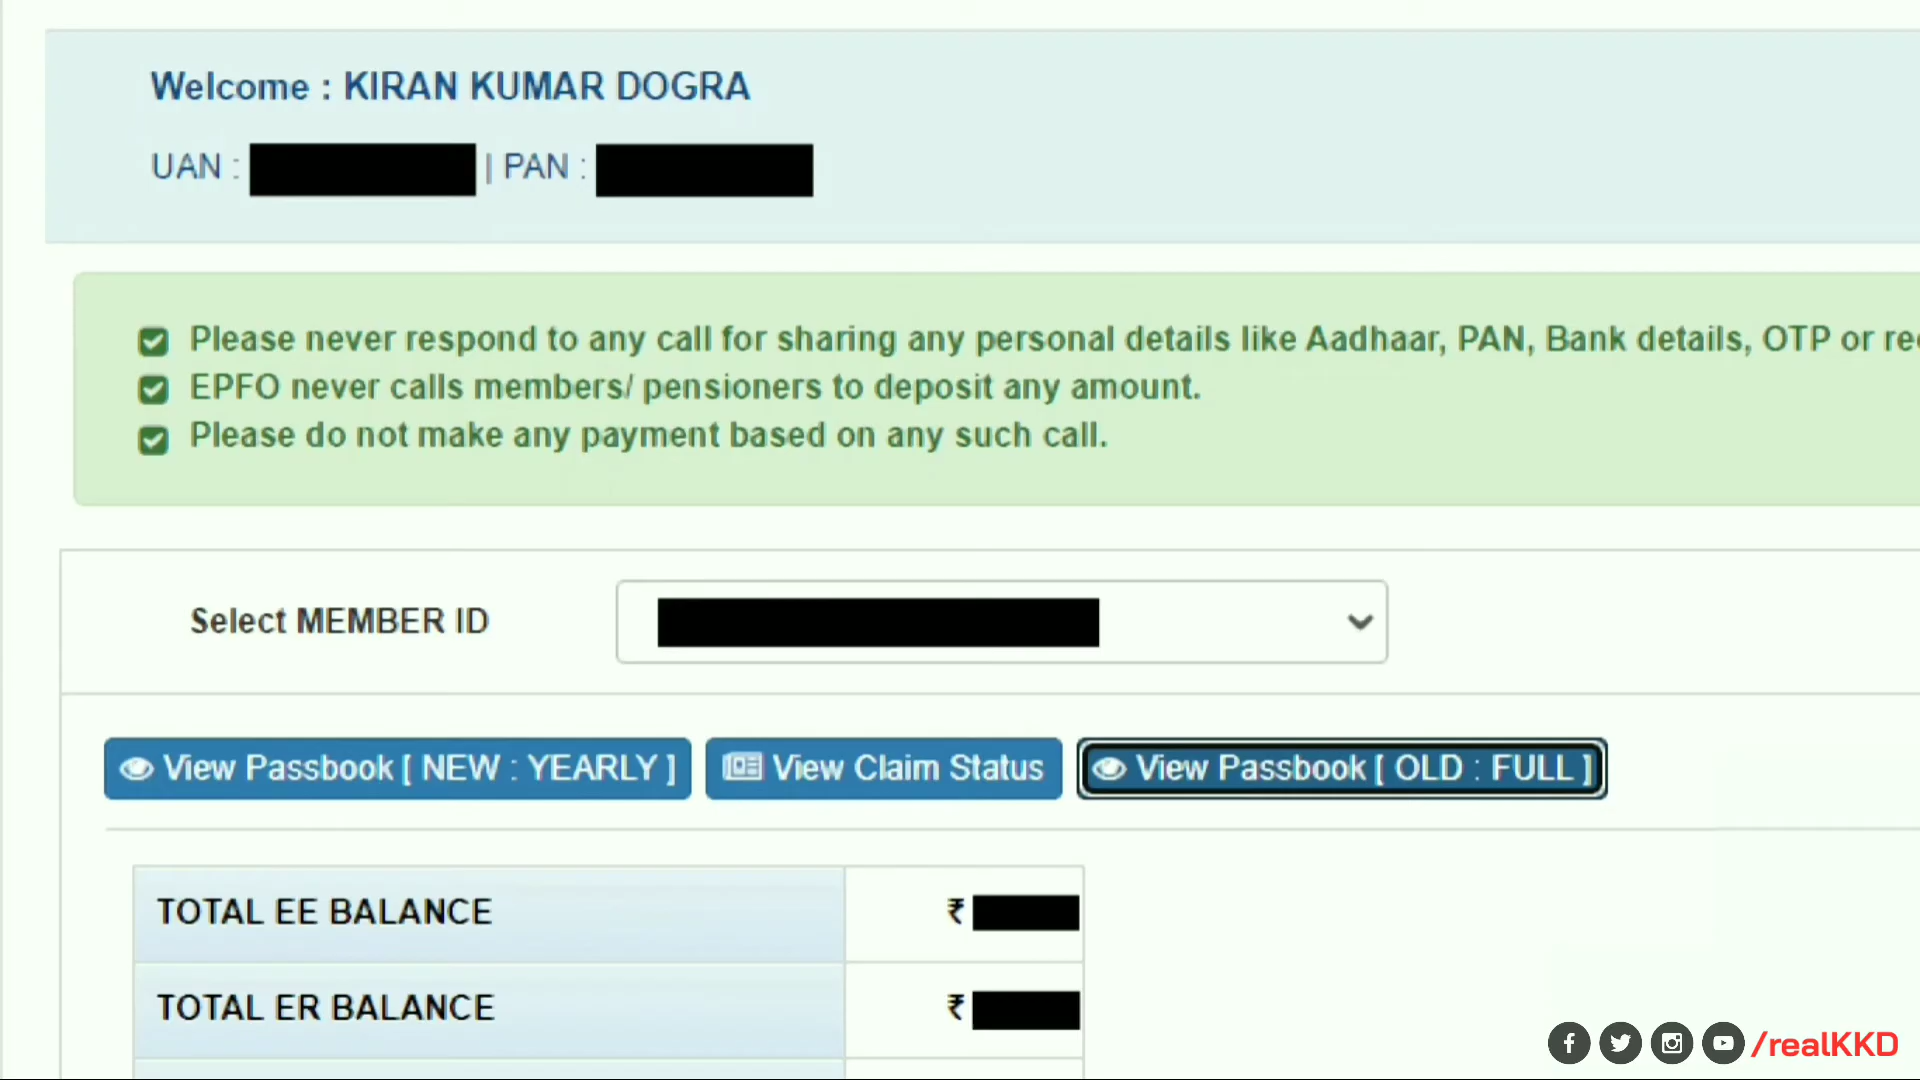 Welcome : KIRAN KUMAR DOGRA
UAN : | PAN :
Please never respond to any call for sharing any personal details like Aadhaar, PAN, Bank details, OTP or
EPFO never calls members/ pensioners to deposit any amount.
Please do not make any payment based on any such call.
Select MEMBER ID
View Passbook [ NEW : YEARLY ] View Claim Status View Passbook [ OLD : FULL ]
TOTAL EE BALANCE ₹
TOTAL ER BALANCE ₹
/realKKD